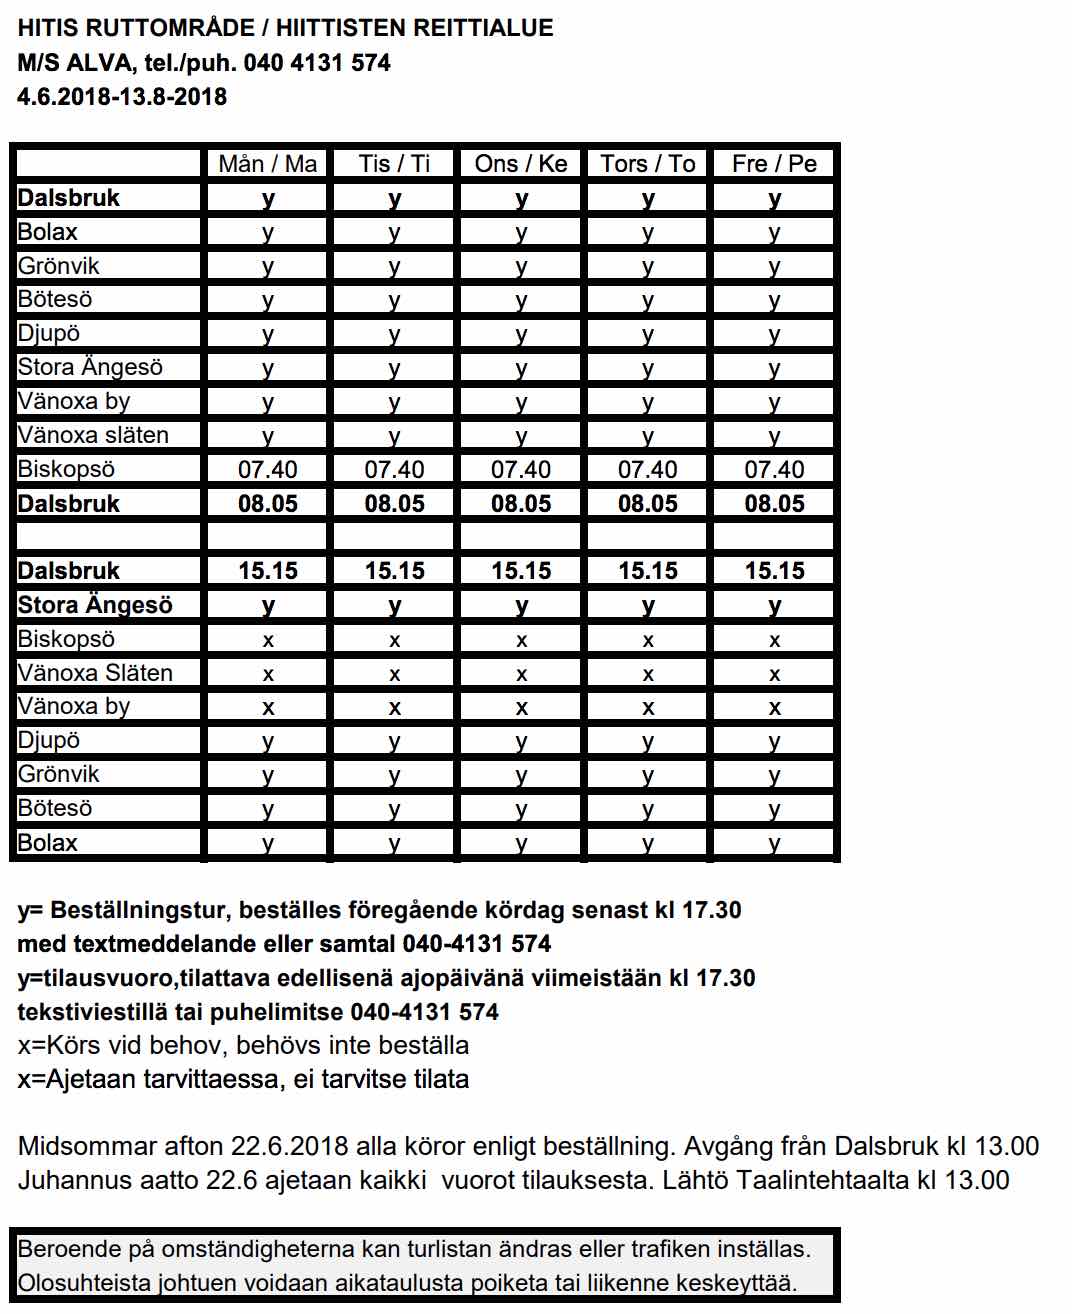 HITIS RUTTOMRÅDE / HIITTISTEN REITTIALUE
M/S ALVA, tel./puh. 040 4131 574
4.6.2018-13.8-2018
Mån / Ma Tis / Ti Ons / Ke Tors / To Fre / Pe
Dalsbruk y y y y y
Bolax y y y y y
Grönvik y y y y y
Bötesö y y y y y
Djupö y y y y y
Stora Ängesö y y y y y
Vänoxa by y y y y y
Vänoxa släten y y y y y
Biskopsö 07.40 07.40 07.40 07.40 07.40
Dalsbruk 08.05 08.05 08.05 08.05 08.05
Dalsbruk 15.15 15.15 15.15 15.15 15.15
Stora Ängesö y y y y y
Biskopsö x x x x x
Vänoxa Släten x x x x x
Vänoxa by x x x x x
Djupö y y y y y
Grönvik y y y y y
Bötesö y y y y y
Bolax y y y y y
y= Beställningstur, beställes föregående kördag senast kl 17.30
med textmeddelande eller samtal 040-4131 574
y=tilausvuoro,tilattava edellisenä ajopäivänä viimeistään kl 17.30
tekstiviestillä tai puhelimitse 040-4131 574
x=Körs vid behov, behövs inte beställa
x=Ajetaan tarvittaessa, ei tarvitse tilata
Midsommar afton 22.6.2018 alla köror enligt beställning. Avgång från Dalsbruk kl 13.00
Juhannus aatto 22.6 ajetaan kaikki  vuorot tilauksesta. Lähtö Taalintehtaalta kl 13.00
Beroende på omständigheterna kan turlistan ändras eller trafiken inställas.
Olosuhteista johtuen voidaan aikataulusta poiketa tai liikenne keskeyttää.